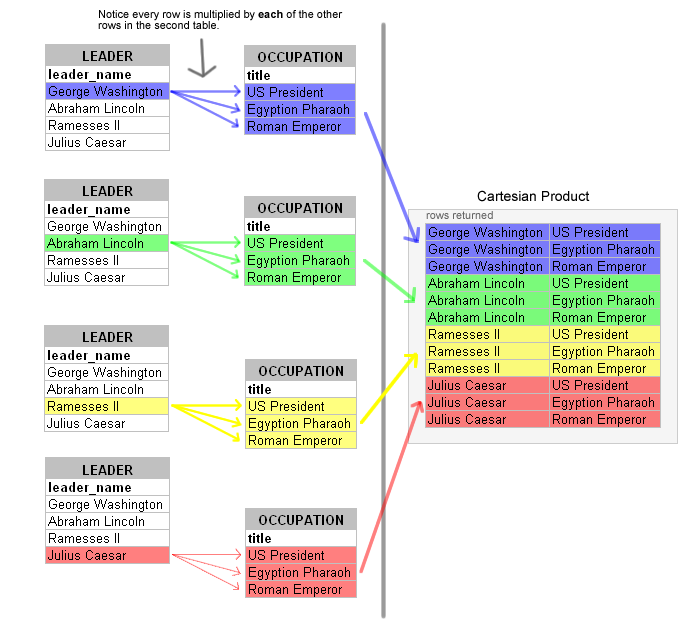 Notice every row is multiplied by each of the other
rows in the second table.
LEADER
leader_name
George Washington
Abraham Lincoln
Ramesses II
Julius Caesar
OCCUPATION
title
US President
Egyption Pharaoh
Roman Emperor
LEADER
leader_name
George Washington
Abraham Lincoln
Ramesses II
Julius Caesar
OCCUPATION
title
US President
Egyption Pharaoh
Roman Emperor
LEADER
leader_name
George Washington
Abraham Lincoln
Ramesses II
Julius Caesar
OCCUPATION
title
US President
Egyption Pharaoh
Roman Emperor
LEADER
leader_name
George Washington
Abraham Lincoln
Ramesses II
Julius Caesar
OCCUPATION
title
US President
Egyption Pharaoh
Roman Emperor
Cartesian Product
rows returned
George Washington US President
George Washington Egyption Pharaoh
George Washington Roman Emperor
Abraham Lincoln US President
Abraham Lincoln Egyption Pharaoh
Abraham Lincoln Roman Emperor
Ramesses II US President
Ramesses II Egyption Pharaoh
Ramesses II Roman Emperor
Julius Caesar US President
Julius Caesar Egyption Pharaoh
Julius Caesar Roman Emperor